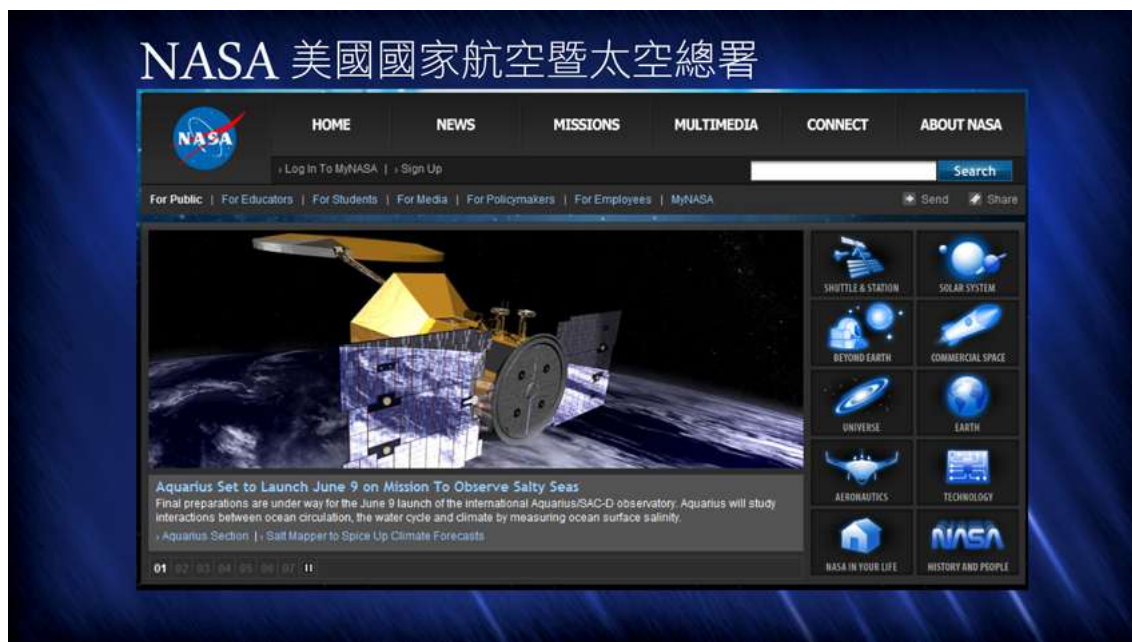 NASA 美國國家航空暨太空總署
NASA
HOME NEWS MISSIONS MULTIMEDIA CONNECT ABOUT NASA
› Log In To MyNASA | › Sign Up
Search
For Public | For Educators | For Students | For Media | For Policymakers | For Employees | MyNASA
Send Share
SHUTTLE & STATION SOLAR SYSTEM
BEYOND EARTH COMMERCIAL SPACE
UNIVERSE EARTH
AERONAUTICS TECHNOLOGY
NASA
NASA IN YOUR LIFE HISTORY AND PEOPLE
Aquarius Set to Launch June 9 on Mission To Observe Salty Seas
Final preparations are under way for the June 9 launch of the international Aquarius/SAC-D observatory. Aquarius will study
interactions between ocean circulation, the water cycle and climate by measuring ocean surface salinity.
› Aquarius Section | › Salt Mapper to Spice Up Climate Forecasts
01 02 03 04 05 06 07